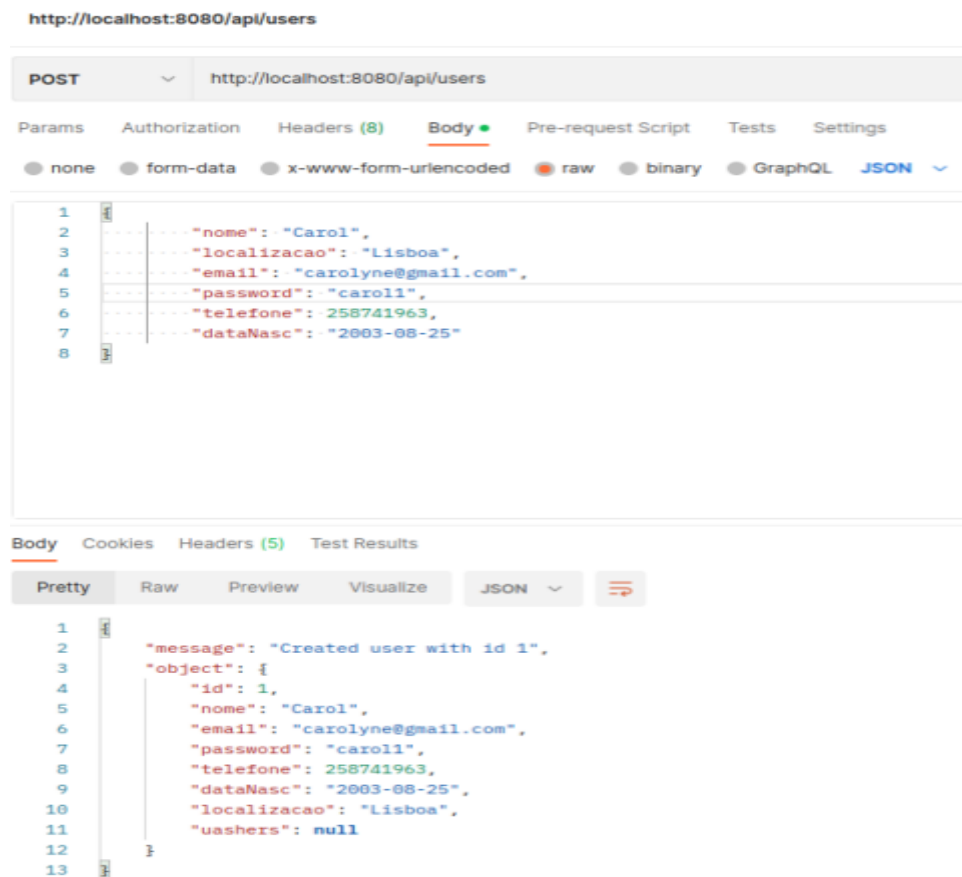 http://localhost:8080/api/users
POST http://localhost:8080/api/users
Params Authorization Headers (8) Body Pre-request Script Tests Settings
none form-data x-www-form-urlencoded raw binary GraphQL JSON
1 {
2 "nome": "Carol",
3 "localizacao": "Lisboa",
4 "email": "carolyne@gmail.com",
5 "password": "carol1",
6 "telefone": 258741963,
7 "dataNasc": "2003-08-25"
8 }
Body Cookies Headers (5) Test Results
Pretty Raw Preview Visualize JSON
1 {
2 "message": "Created user with id 1",
3 "object": {
4 "id": 1,
5 "nome": "Carol",
6 "email": "carolyne@gmail.com",
7 "password": "carol1",
8 "telefone": 258741963,
9 "dataNasc": "2003-08-25",
10 "localizacao": "Lisboa",
11 "uashers": null
12 }
13 }